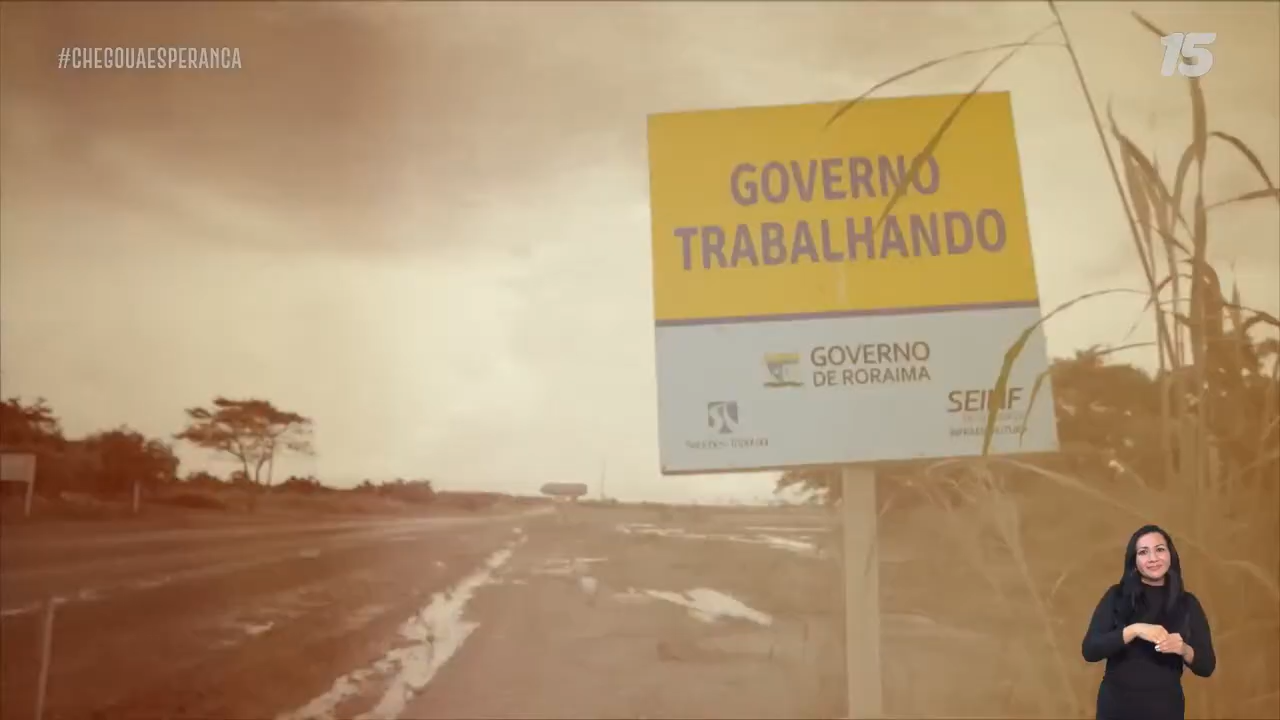 #CHEGOUAESPERANCA
15
GOVERNO
TRABALHANDO
GOVERNO
DE RORAIMA
SEINF